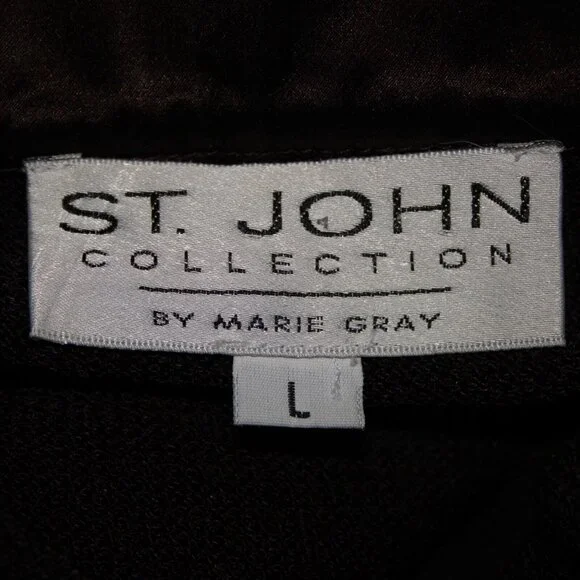 ST. JOHN
COLLECTION
BY MARIE GRAY
L